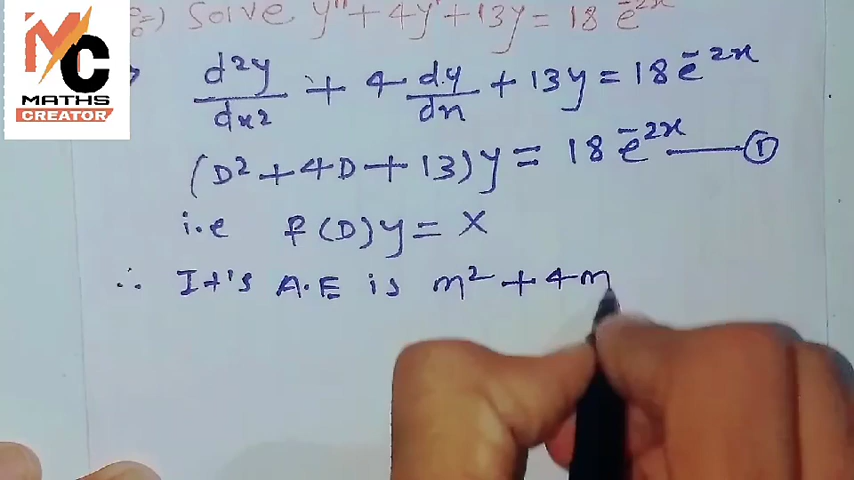 Solve y'' + 4y' + 13y = 18 e^-2x
MC
MATHS
CREATOR
d²y/dx² + 4 dy/dx + 13y = 18 e^-2x
(D² + 4D + 13)y = 18 e^-2x —— ①
i.e f(D)y = X
∴ It's A.E is m² + 4m